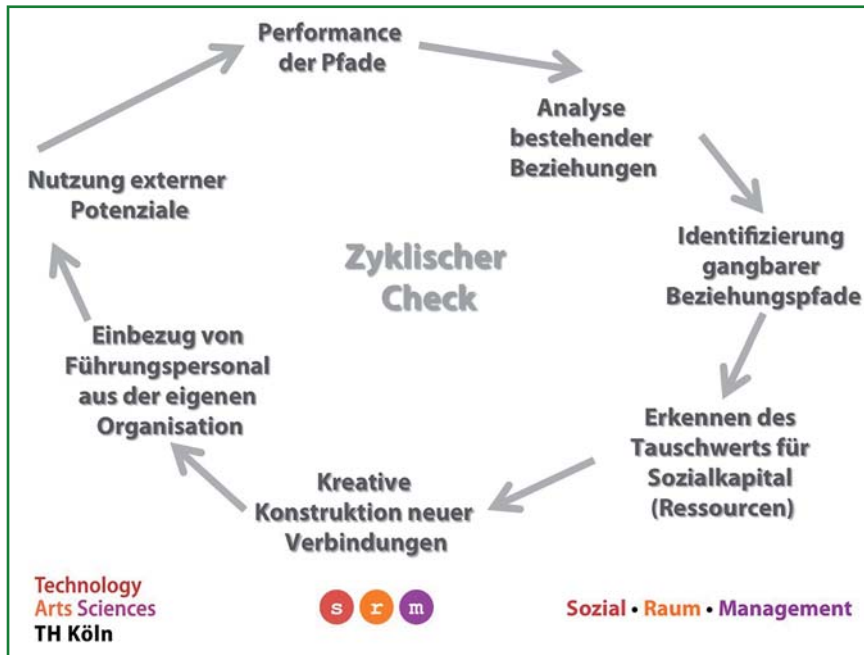 Performance
der Pfade
Analyse
bestehender
Beziehungen
Identifizierung
gangbarer
Beziehungspfade
Erkennen des
Tauschwerts für
Sozialkapital
(Ressourcen)
Kreative
Konstruktion neuer
Verbindungen
Einbezug von
Führungspersonal
aus der eigenen
Organisation
Nutzung externer
Potenziale
Zyklischer
Check
Technology
Arts Sciences
TH Köln
s r m
Sozial • Raum • Management